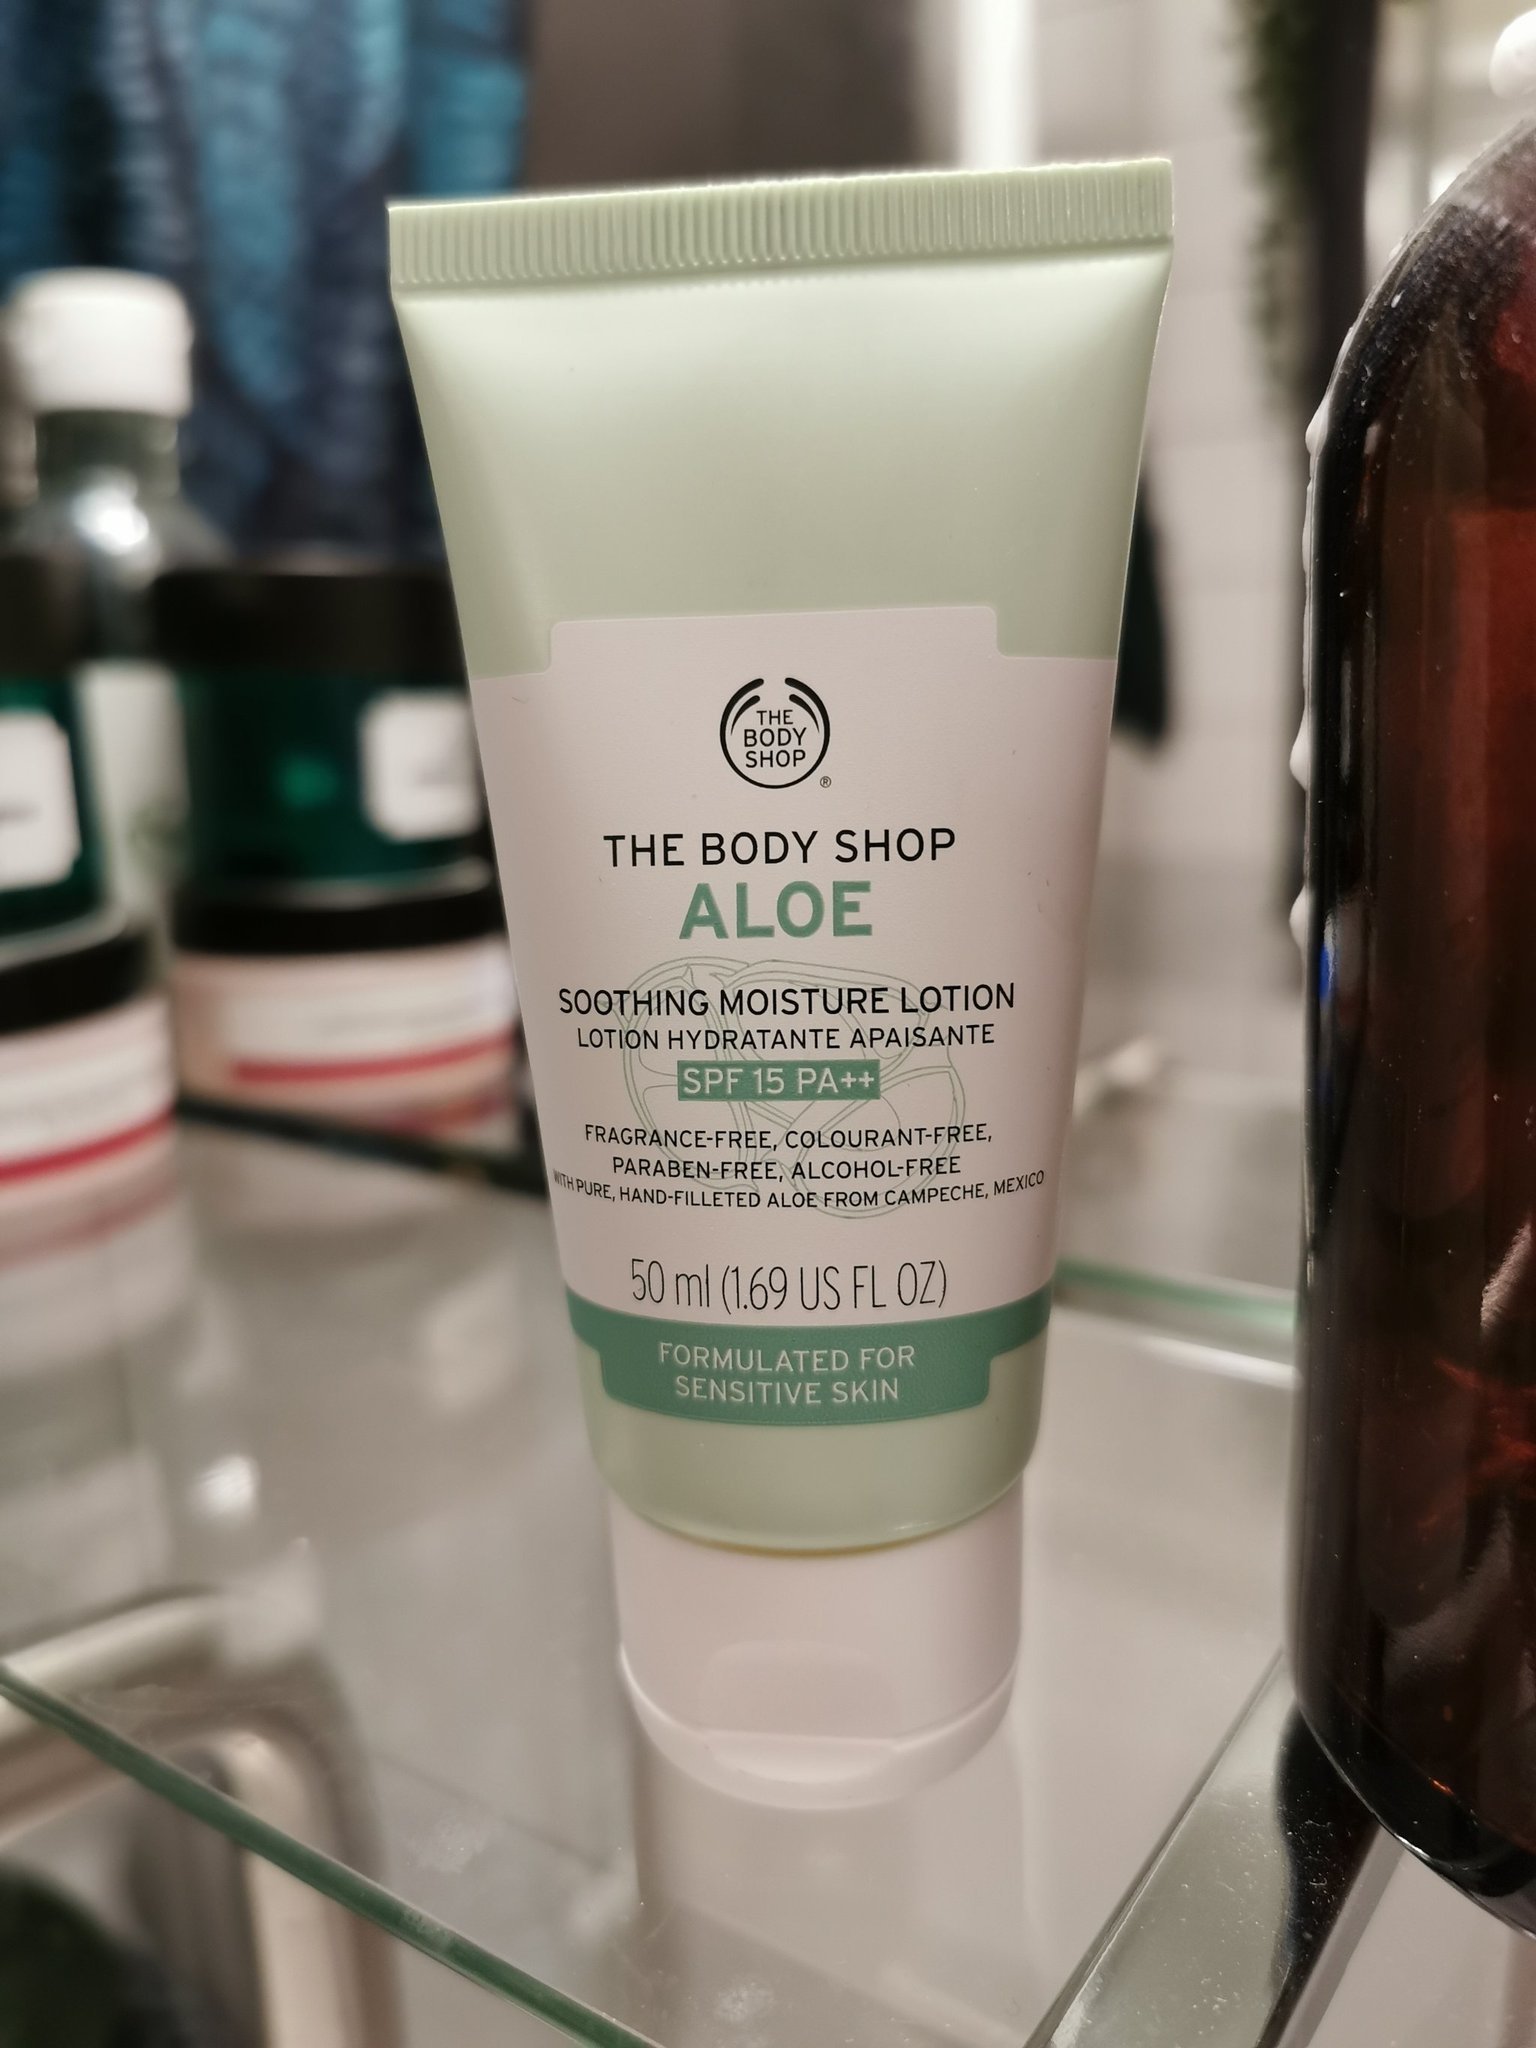 THE
BODY
SHOP
®
THE BODY SHOP
ALOE
SOOTHING MOISTURE LOTION
LOTION HYDRATANTE APAISANTE
SPF 15 PA++
FRAGRANCE-FREE, COLOURANT-FREE,
PARABEN-FREE, ALCOHOL-FREE
WITH PURE, HAND-FILLETED ALOE FROM CAMPECHE, MEXICO
50 ml (1.69 US FL OZ)
FORMULATED FOR
SENSITIVE SKIN